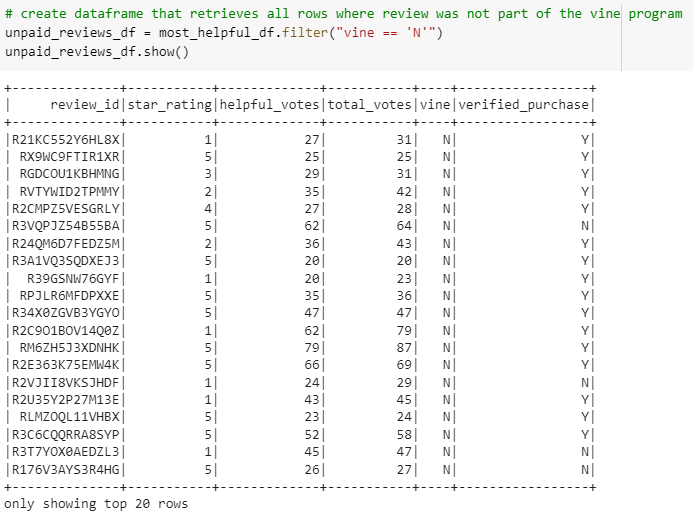 # create dataframe that retrieves all rows where review was not part of the vine program
unpaid_reviews_df = most_helpful_df.filter("vine == 'N'")
unpaid_reviews_df.show()
+--------------+-----------+-------------+-----------+----+-----------------+
|     review_id|star_rating|helpful_votes|total_votes|vine|verified_purchase|
+--------------+-----------+-------------+-----------+----+-----------------+
|R21KC552Y6HL8X|          1|           27|         31|   N|                Y|
| RX9WC9FTIR1XR|          5|           25|         25|   N|                Y|
| RGDCOU1KBHMNG|          3|           29|         31|   N|                Y|
| RVTYWID2TPMMY|          2|           35|         42|   N|                Y|
|R2CMPZ5VESGRLY|          4|           27|         28|   N|                Y|
|R3VQPJZ54B55BA|          5|           62|         64|   N|                N|
|R24QM6D7FEDZ5M|          2|           36|         43|   N|                Y|
|R3A1VQ3SQDXEJ3|          5|           20|         20|   N|                Y|
|  R39GSNW76GYF|          1|           20|         23|   N|                Y|
| RPJLR6MFDPXXE|          5|           35|         36|   N|                Y|
|R34X0ZGVB3YGYO|          5|           47|         47|   N|                Y|
|R2C9O1BOV14Q0Z|          1|           62|         79|   N|                Y|
| RM6ZH5J3XDNHK|          5|           79|         87|   N|                Y|
|R2E363K75EMW4K|          5|           66|         69|   N|                Y|
|R2VJII8VKSJHDF|          1|           24|         29|   N|                N|
|R2U35Y2P27M13E|          1|           43|         45|   N|                Y|
| RLMZOQL11VHBX|          5|           23|         24|   N|                Y|
|R3C6CQQRRA8SYP|          5|           52|         58|   N|                Y|
|R3T7YOX0AEDZL3|          1|           45|         47|   N|                N|
|R176V3AYS3R4HG|          5|           26|         27|   N|                N|
+--------------+-----------+-------------+-----------+----+-----------------+
only showing top 20 rows